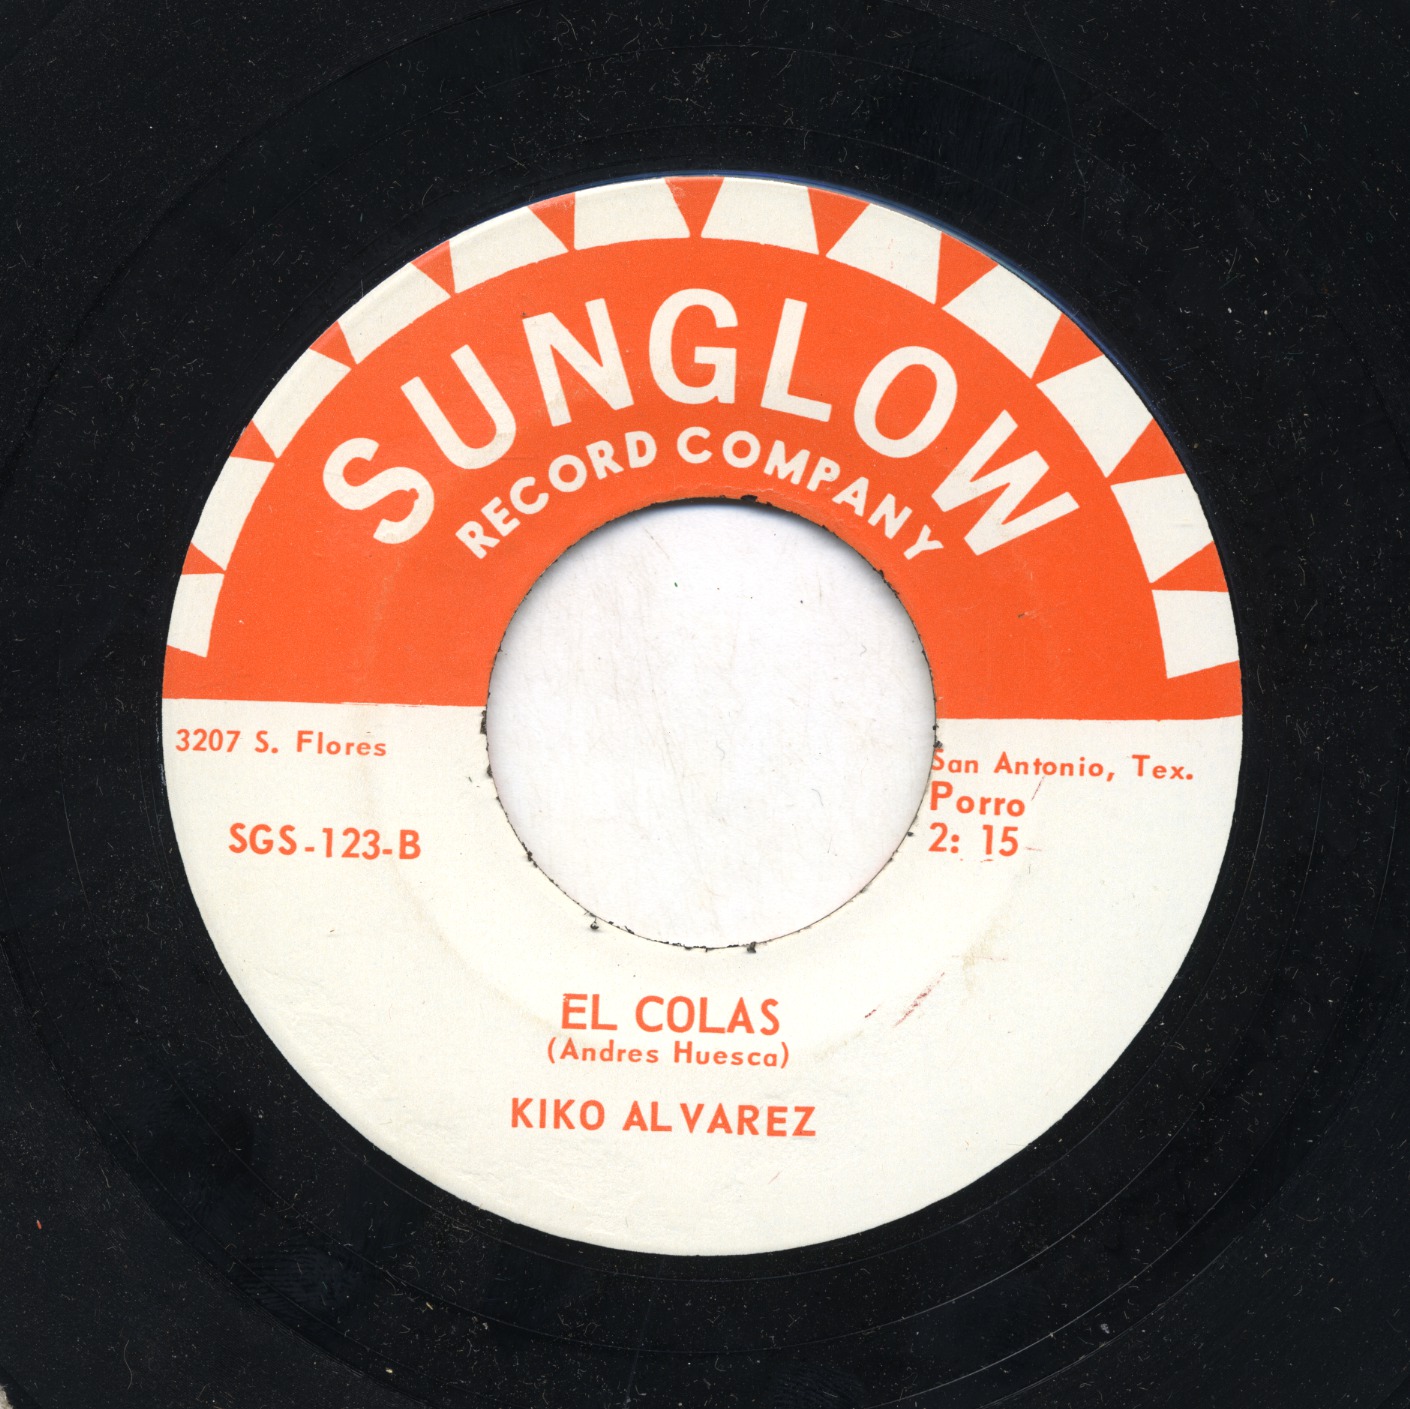 SUNGLOW
RECORD COMPANY
3207 S. Flores
San Antonio, Tex.
Porro
SGS-123-B
2: 15
EL COLAS
(Andres Huesca)
KIKO ALVAREZ